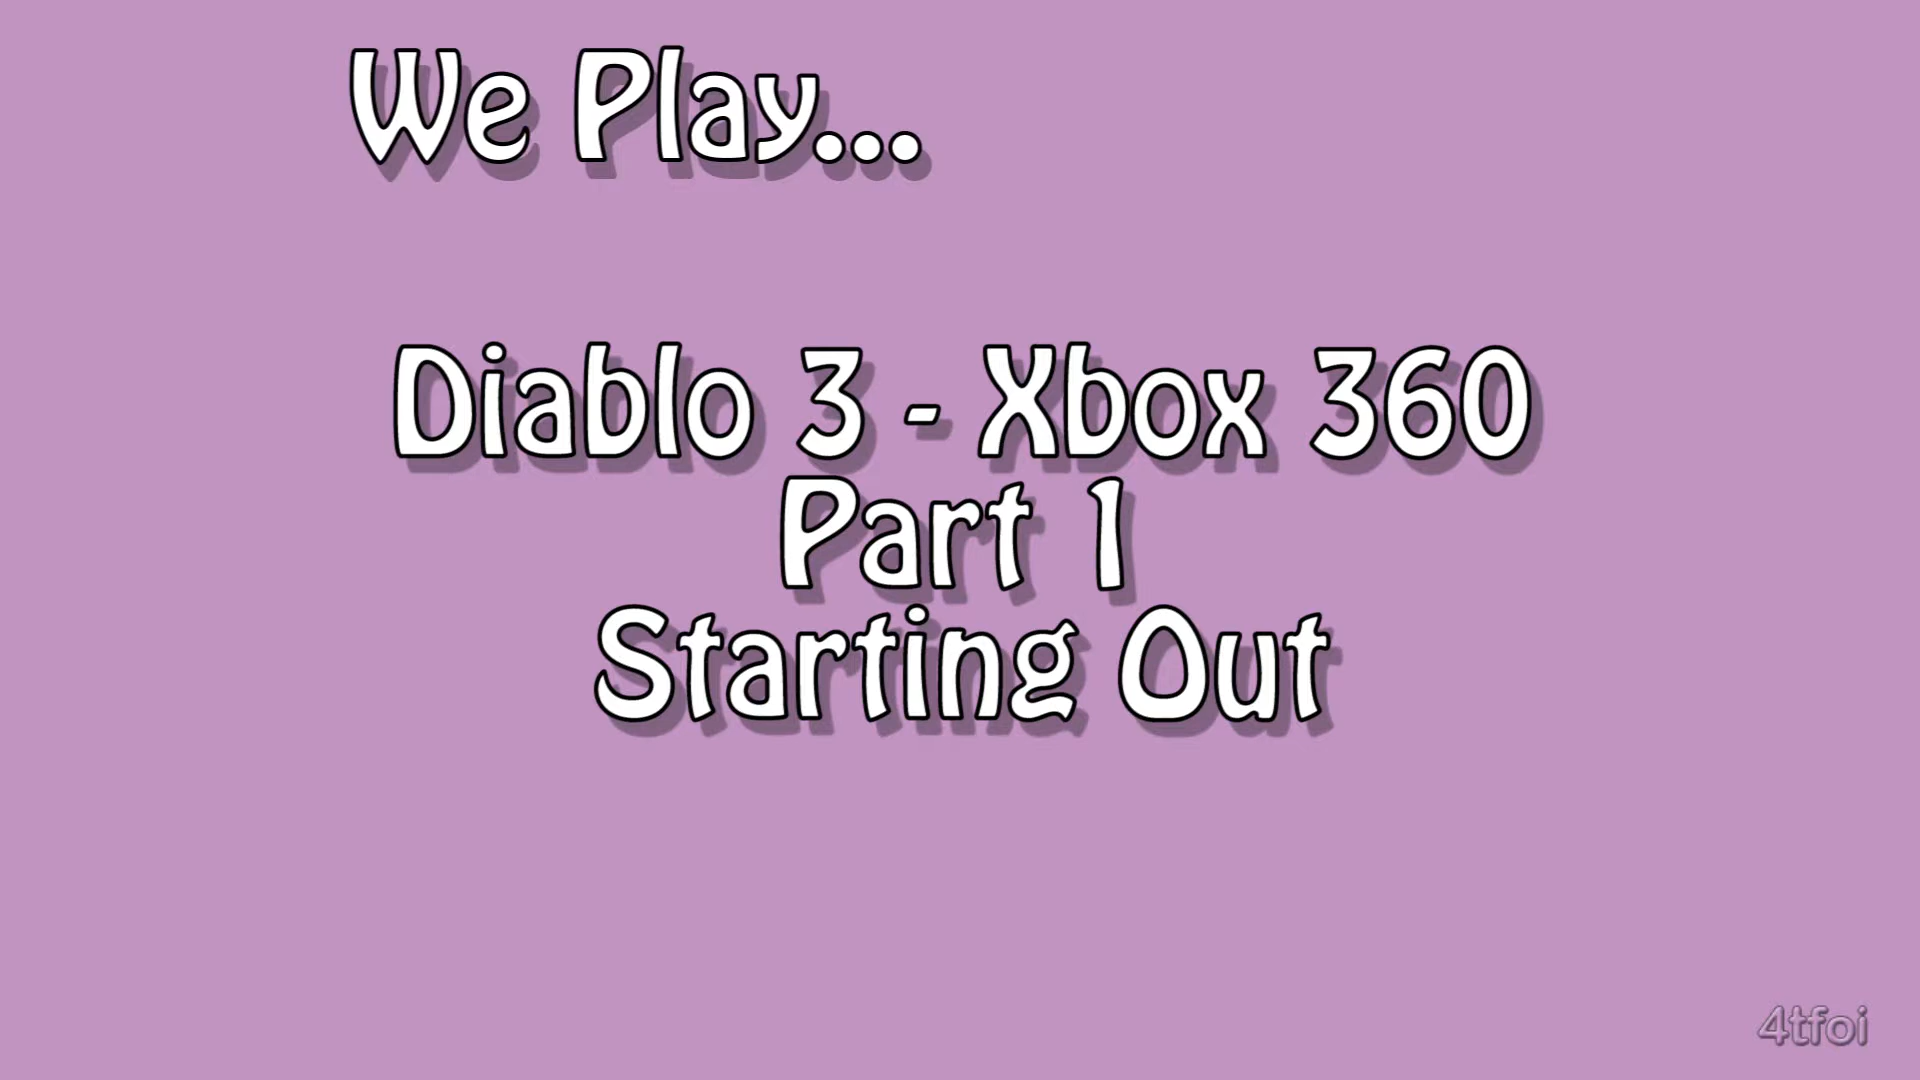 We Play...
Diablo 3 - Xbox 360
Part 1
Starting Out
4tfoi